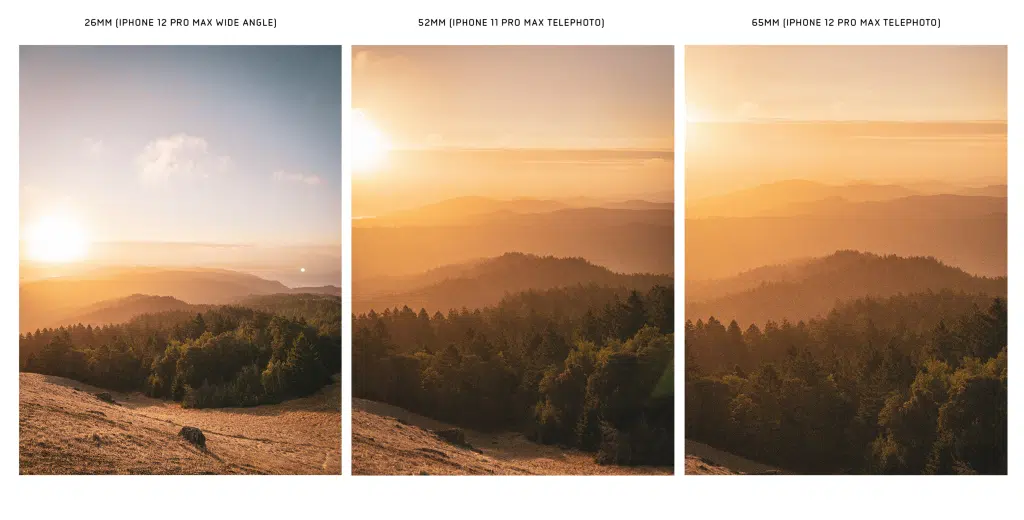 26MM (IPHONE 12 PRO MAX WIDE ANGLE)
52MM (IPHONE 11 PRO MAX TELEPHOTO)
65MM (IPHONE 12 PRO MAX TELEPHOTO)